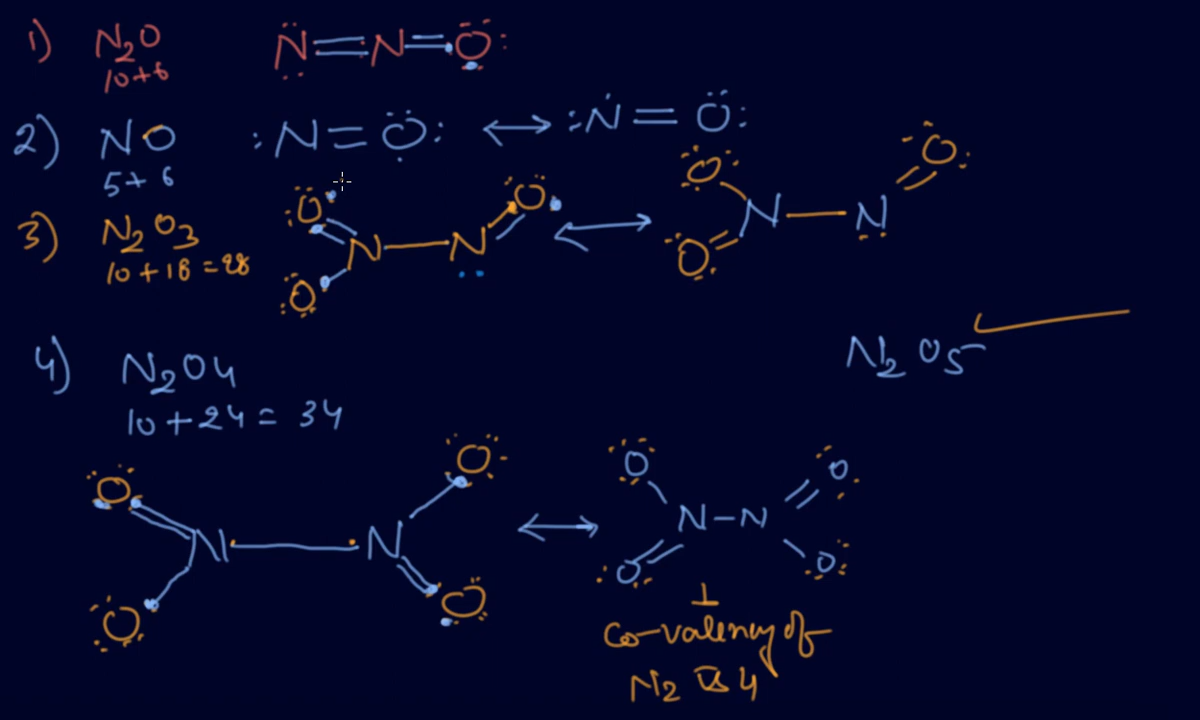 1) N2O N̈=N=Ö:
10+6
2) NO :N=Ö: ↔ :Ṅ=Ö:
5+6
3) N2O3 O N — N O ↔ O N — N O
10+18=28 O O
4) N2O4
10+24=34
N2O5
O O O O
N — N ↔ N–N
O O O O
Co-valency of
N2 is 4